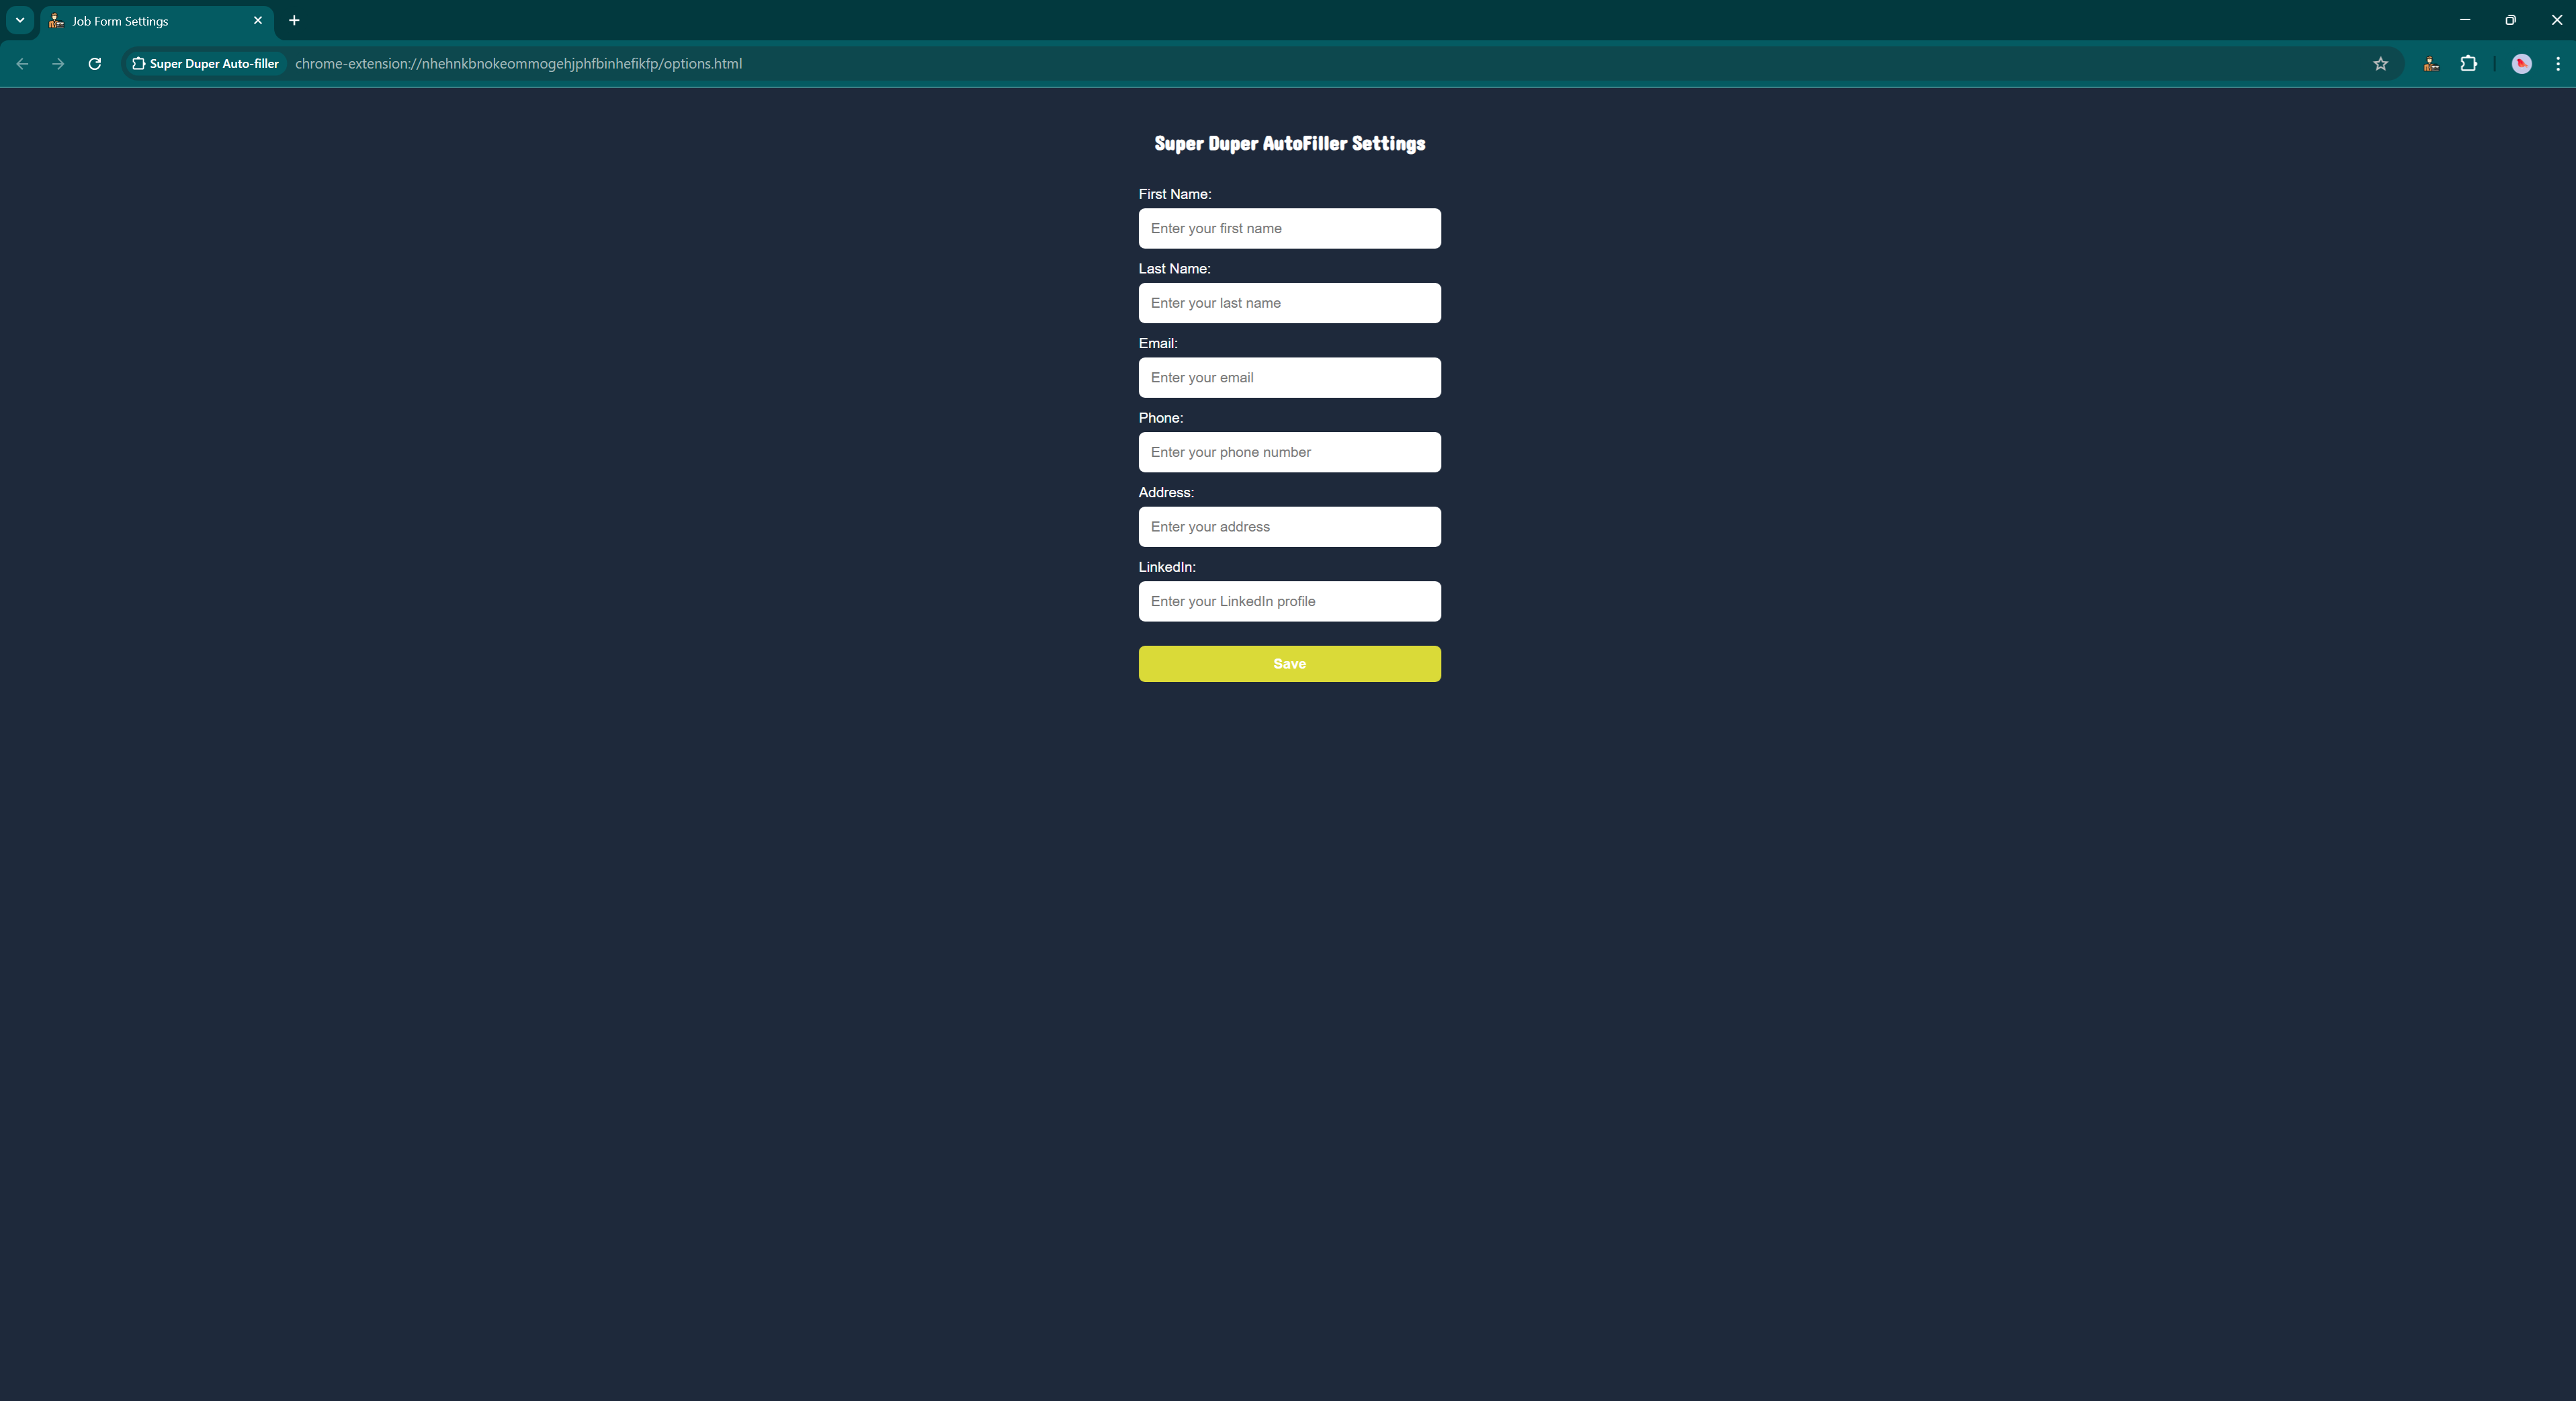 Job Form Settings
Super Duper Auto-filler
chrome-extension://nhehnkbnokeommogehjphfbinhefikfp/options.html
Super Duper AutoFiller Settings
First Name:
Enter your first name
Last Name:
Enter your last name
Email:
Enter your email
Phone:
Enter your phone number
Address:
Enter your address
LinkedIn:
Enter your LinkedIn profile
Save